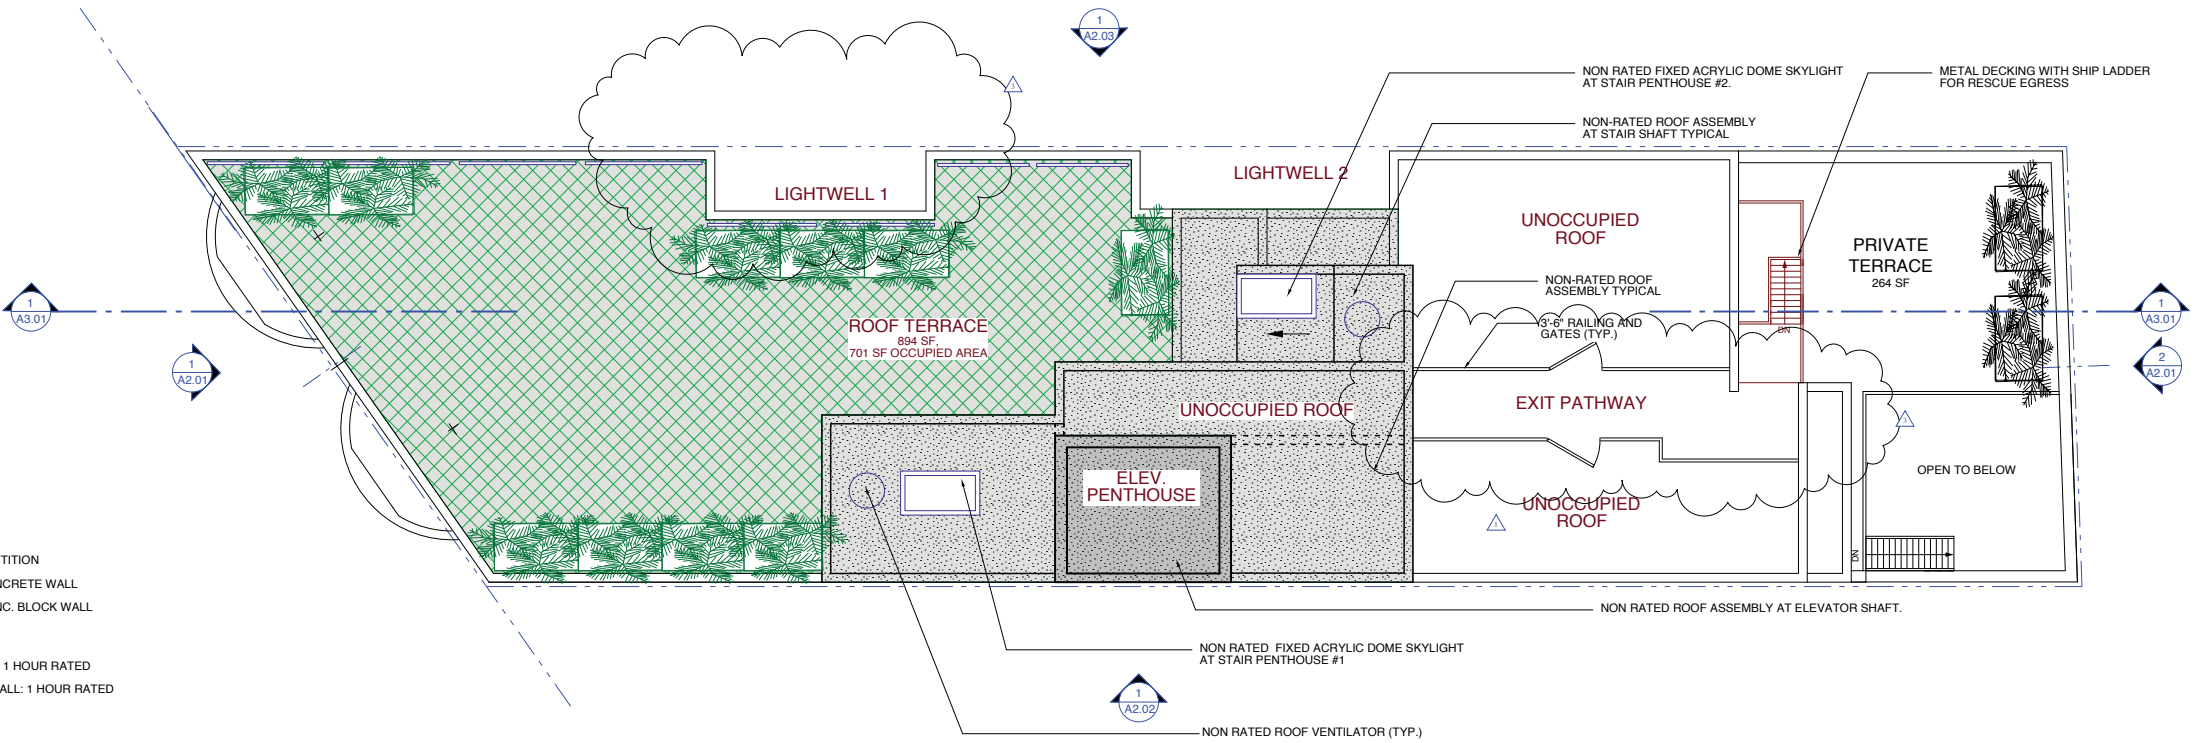 1
A2.03
3
NON RATED FIXED ACRYLIC DOME SKYLIGHT
AT STAIR PENTHOUSE #2.
METAL DECKING WITH SHIP LADDER
FOR RESCUE EGRESS
NON-RATED ROOF ASSEMBLY
AT STAIR SHAFT TYPICAL
LIGHTWELL 1
LIGHTWELL 2
UNOCCUPIED
ROOF
PRIVATE
TERRACE
264 SF
NON-RATED ROOF
ASSEMBLY TYPICAL
1
A3.01
1
A3.01
ROOF TERRACE
894 SF,
701 SF OCCUPIED AREA
3'-6" RAILING AND
GATES (TYP.)
DN
1
A2.01
2
A2.01
UNOCCUPIED ROOF
EXIT PATHWAY
3
ELEV.
PENTHOUSE
OPEN TO BELOW
UNOCCUPIED
ROOF
1
DN
TITION
NCRETE WALL
NC. BLOCK WALL
NON RATED ROOF ASSEMBLY AT ELEVATOR SHAFT.
NON RATED FIXED ACRYLIC DOME SKYLIGHT
AT STAIR PENTHOUSE #1
1 HOUR RATED
ALL: 1 HOUR RATED
1
A2.02
NON RATED ROOF VENTILATOR (TYP.)